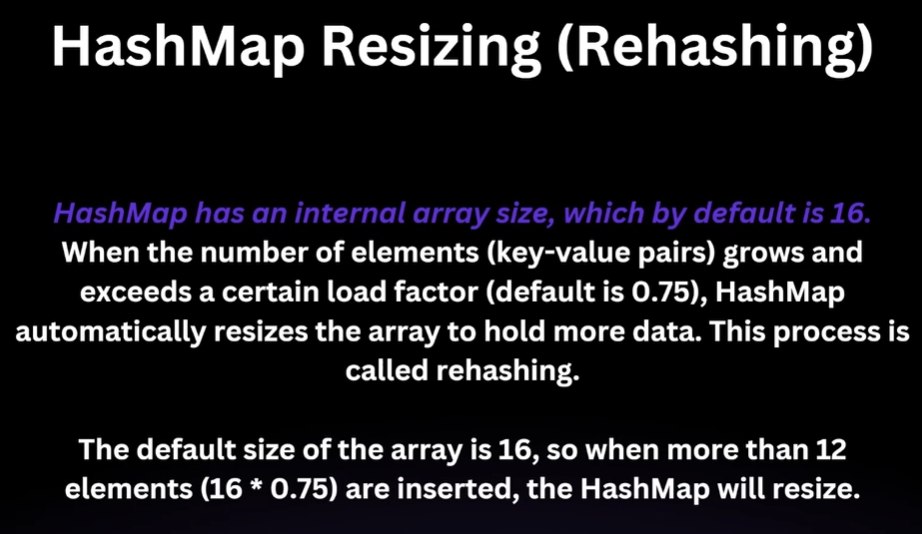 HashMap Resizing (Rehashing)
HashMap has an internal array size, which by default is 16.
When the number of elements (key-value pairs) grows and
exceeds a certain load factor (default is 0.75), HashMap
automatically resizes the array to hold more data. This process is
called rehashing.
The default size of the array is 16, so when more than 12
elements (16 * 0.75) are inserted, the HashMap will resize.